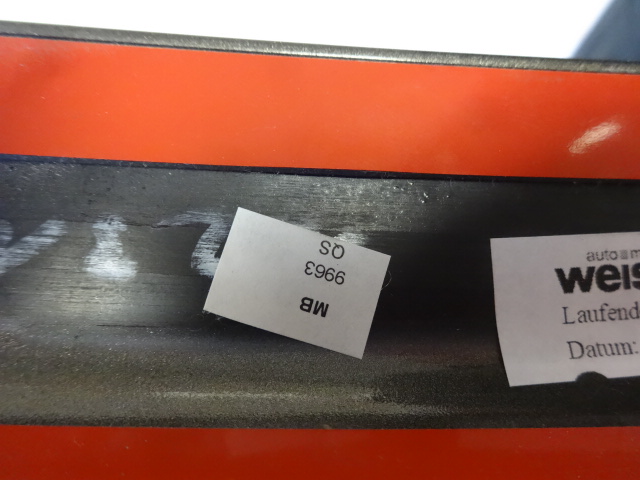 MB
9963
QS
auto
weis
Laufend
Datum: